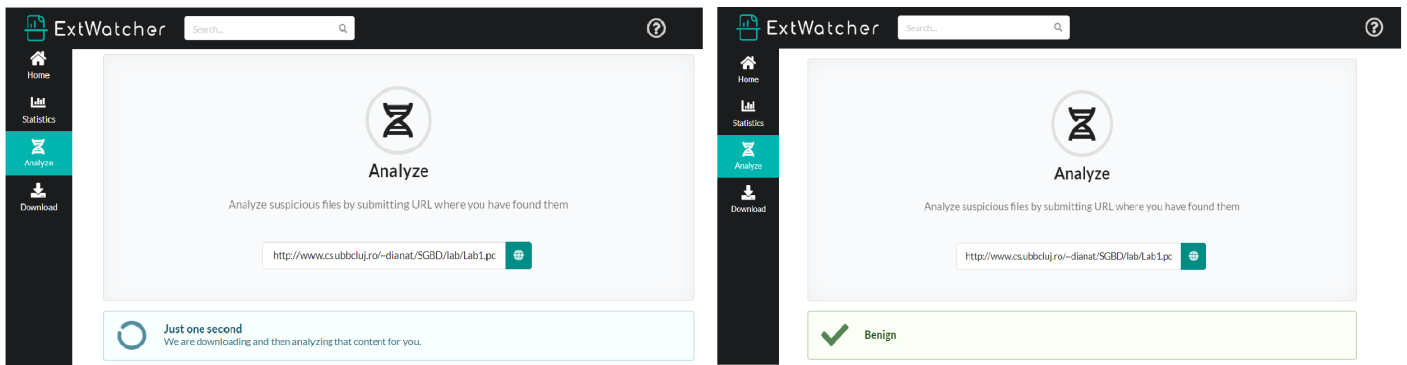 ExtWatcher
Search...
Home
Statistics
Analyze
Download
Analyze
Analyze suspicious files by submitting URL where you have found them
http://www.cs.ubbcluj.ro/~dianat/SGBD/lab/Lab1.pc
Just one second
We are downloading and then analyzing that content for you.
ExtWatcher
Search...
Home
Statistics
Analyze
Download
Analyze
Analyze suspicious files by submitting URL where you have found them
http://www.cs.ubbcluj.ro/~dianat/SGBD/lab/Lab1.pc
Benign